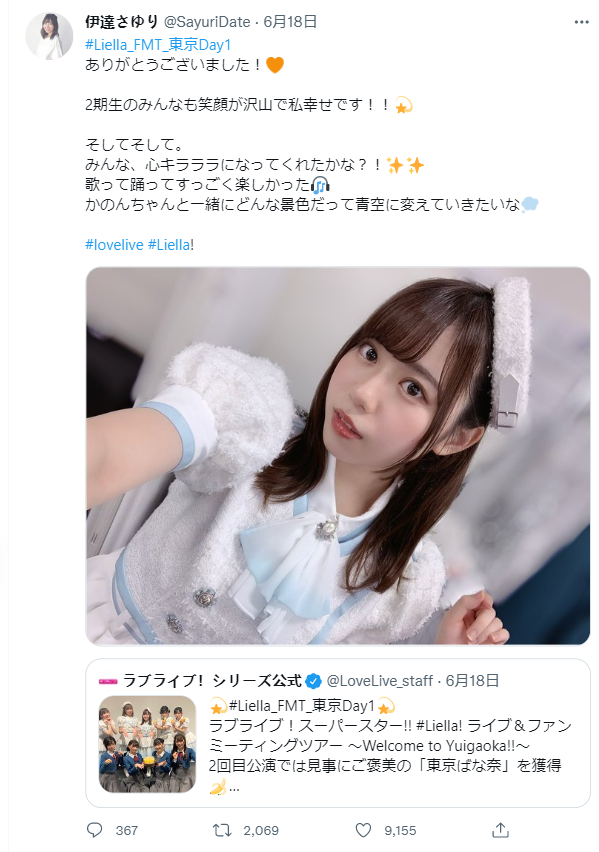 伊達さゆり @SayuriDate · 6月18日
#Liella_FMT_東京Day1
ありがとうございました！🧡
2期生のみんなも笑顔が沢山で私幸せです！！💫
そしてそして。
みんな、心キラララになってくれたかな？！✨✨
歌って踊ってすっごく楽しかった🎧
かのんちゃんと一緒にどんな景色だって青空に変えていきたいな💭
#lovelive #Liella!
ラブライブ！シリーズ公式 @LoveLive_staff · 6月18日
💫#Liella_FMT_東京Day1💫
ラブライブ！スーパースター!! #Liella! ライブ＆ファン
ミーティングツアー ～Welcome to Yuigaoka!!～
2回目公演では見事にご褒美の「東京ばな奈」を獲得
🍌...
367 2,069 9,155